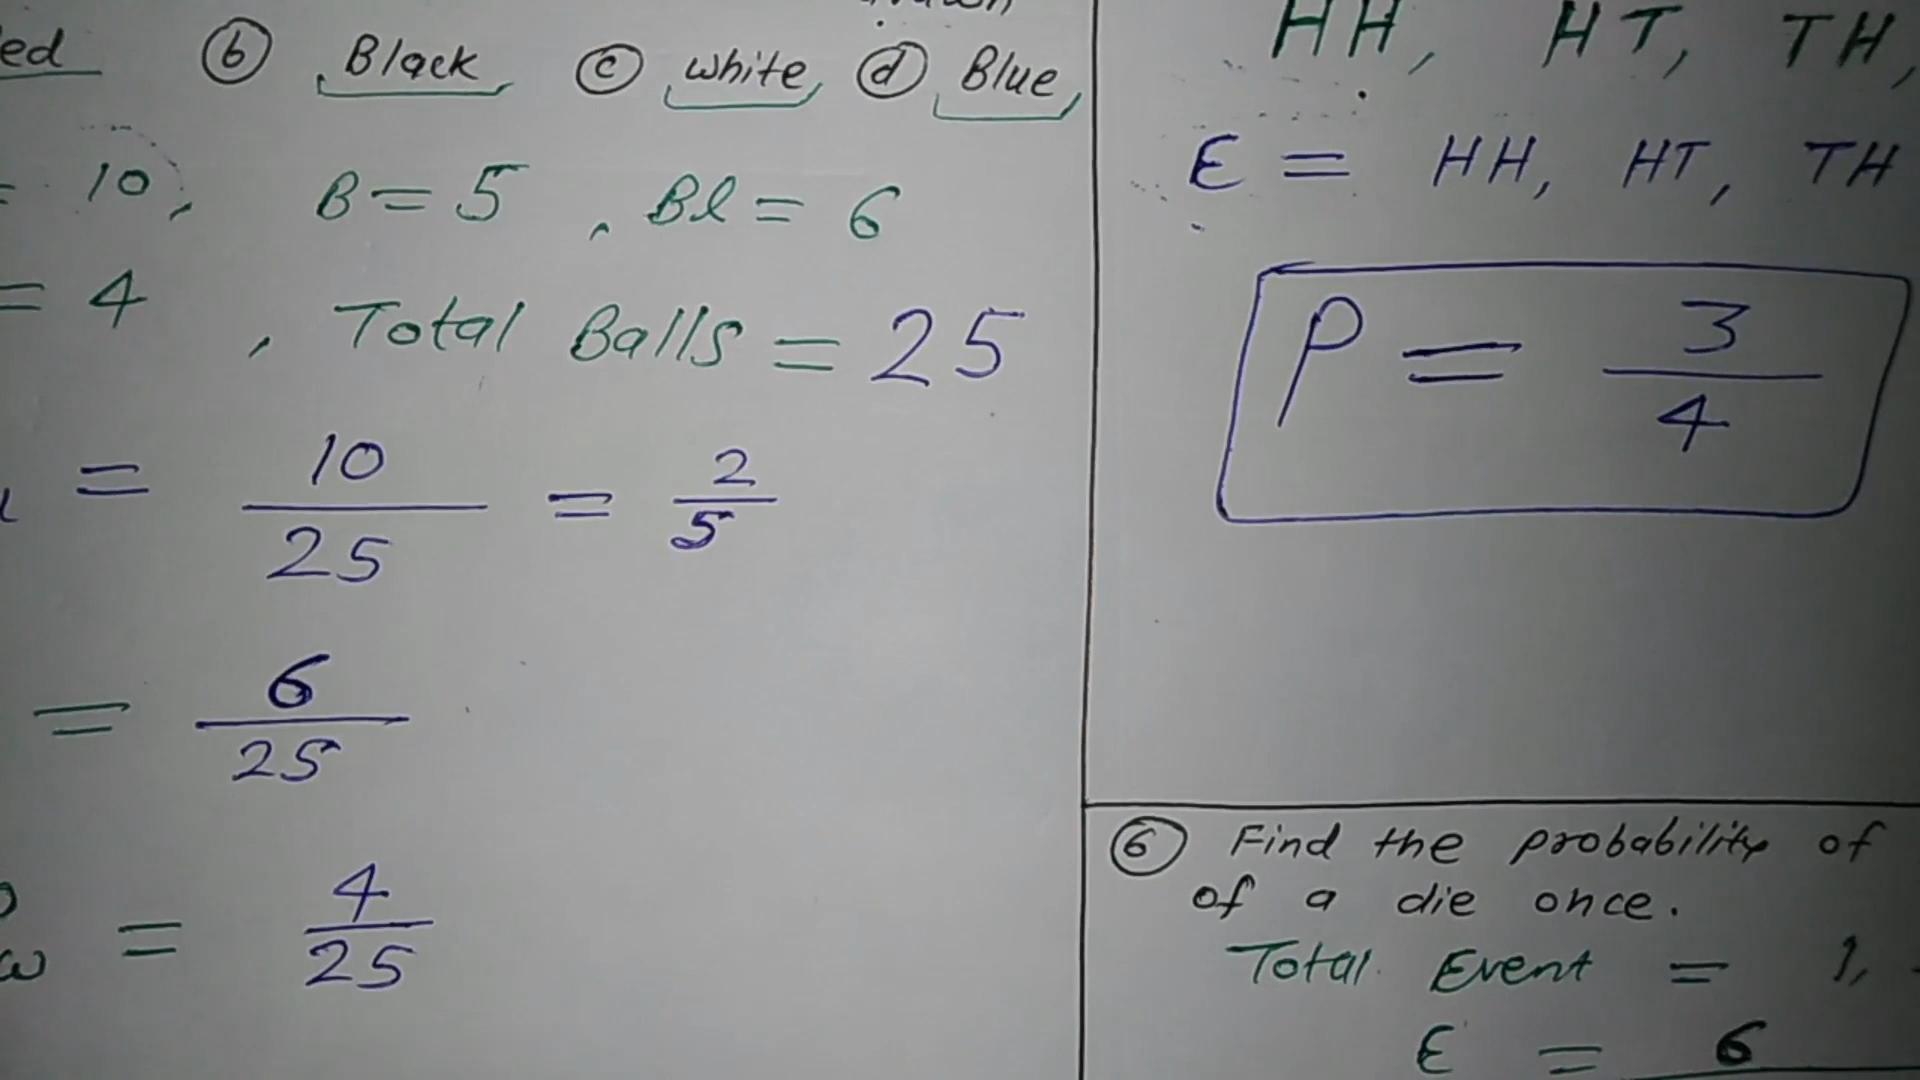 ed ⓑ Black, ⓒ white, ⓓ Blue,
= 10, B = 5, Bl = 6
= 4, Total Balls = 25
= 10/25 = 2/5
= 6/25
w = 4/25
HH, HT, TH,
E = HH, HT, TH
P = 3/4
⑥ Find the probability of
of a die once.
Total Event = 1,
E = 6